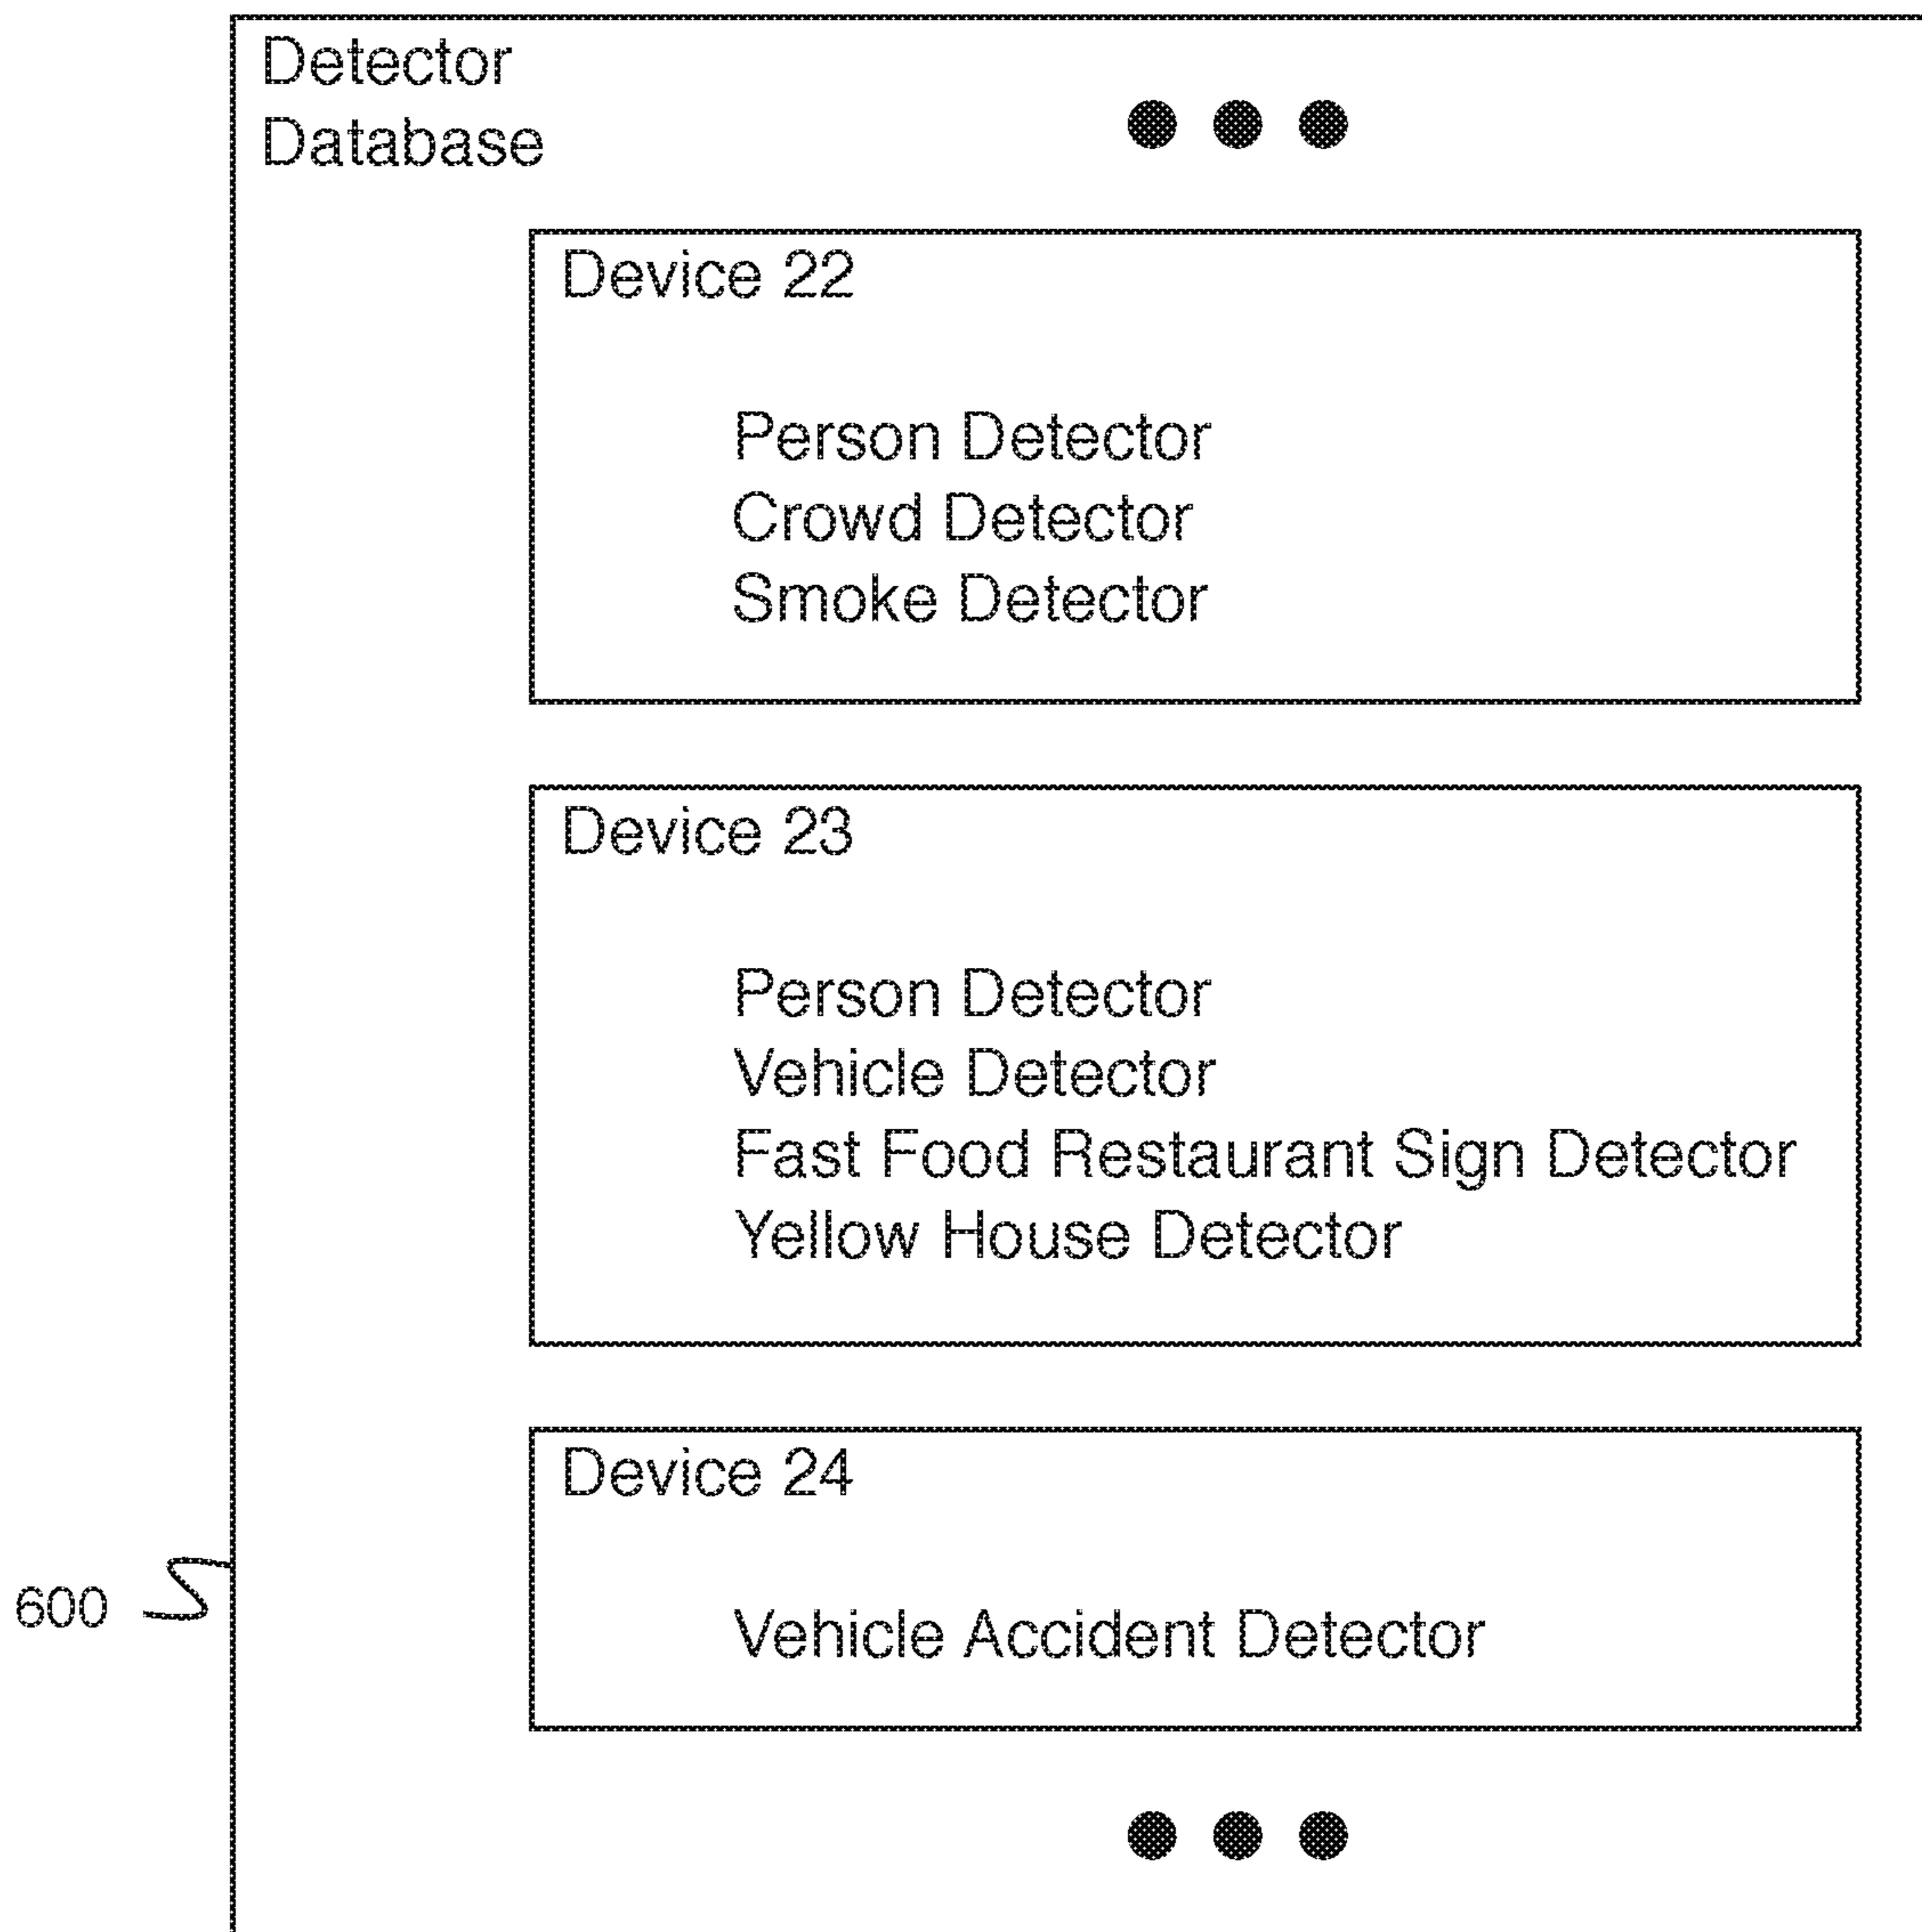 Detector
Database
Device 22
Person Detector
Crowd Detector
Smoke Detector
Device 23
Person Detector
Vehicle Detector
Fast Food Restaurant Sign Detector
Yellow House Detector
Device 24
Vehicle Accident Detector
600